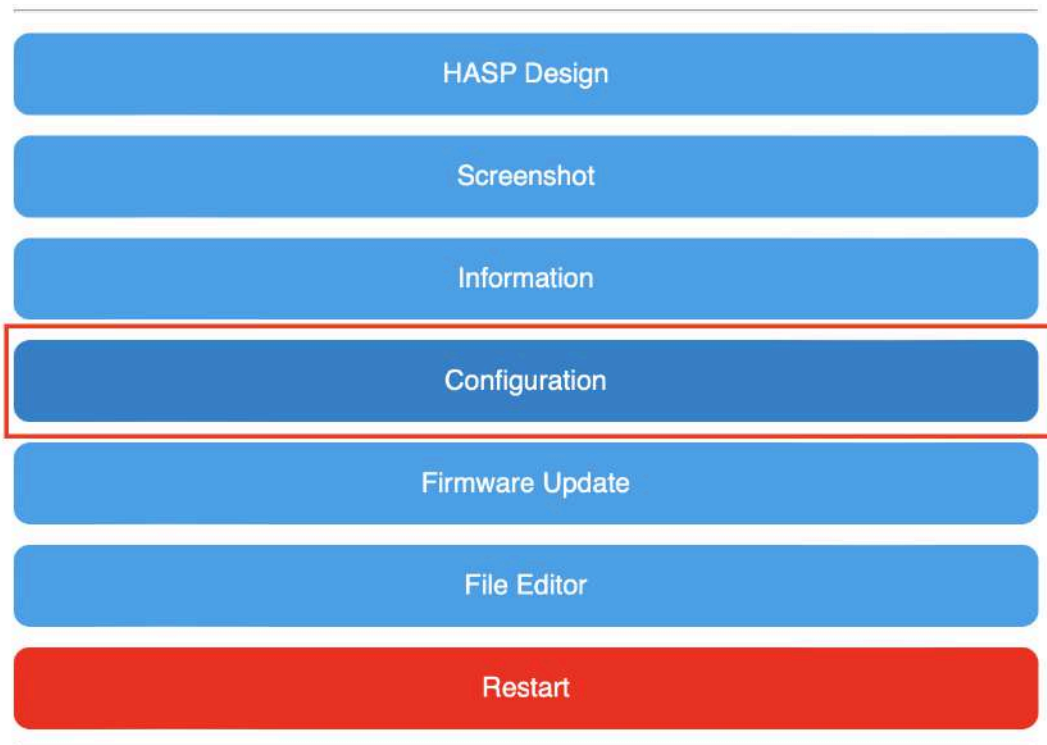 HASP Design
Screenshot
Information
Configuration
Firmware Update
File Editor
Restart